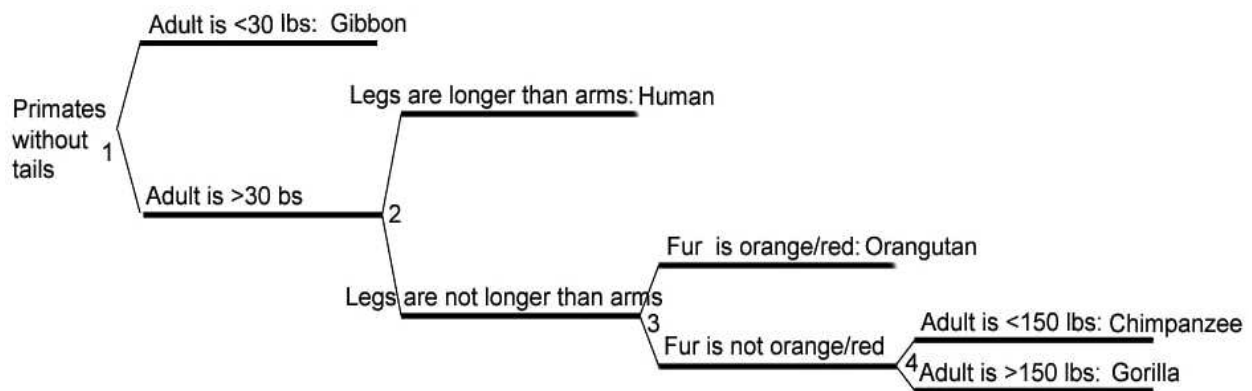 Adult is <30 lbs: Gibbon
Legs are longer than arms: Human
Primates
without
tails
1
Adult is >30 bs
2
Fur is orange/red: Orangutan
Legs are not longer than arms
3
Adult is <150 lbs: Chimpanzee
Fur is not orange/red
4
Adult is >150 lbs: Gorilla